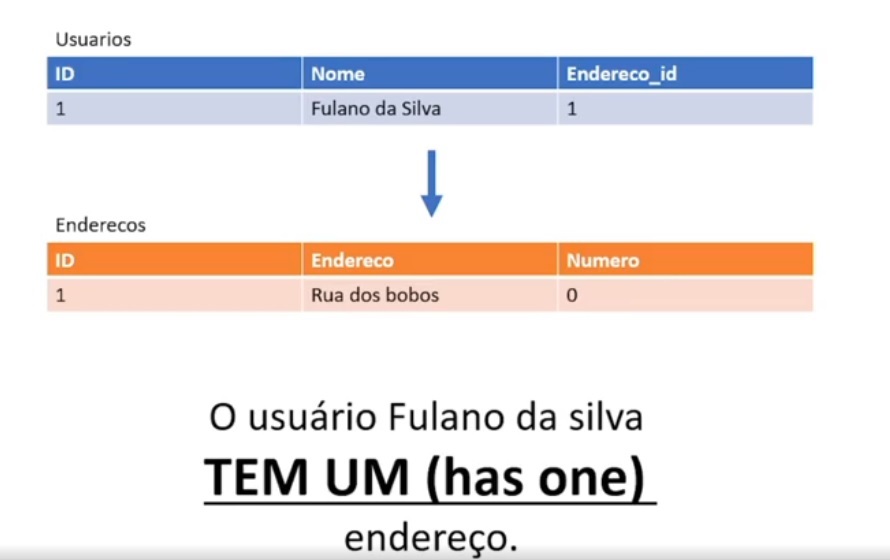 Usuarios
ID Nome Endereco_id
1 Fulano da Silva 1
Enderecos
ID Endereco Numero
1 Rua dos bobos 0
O usuário Fulano da silva
TEM UM (has one)
endereço.